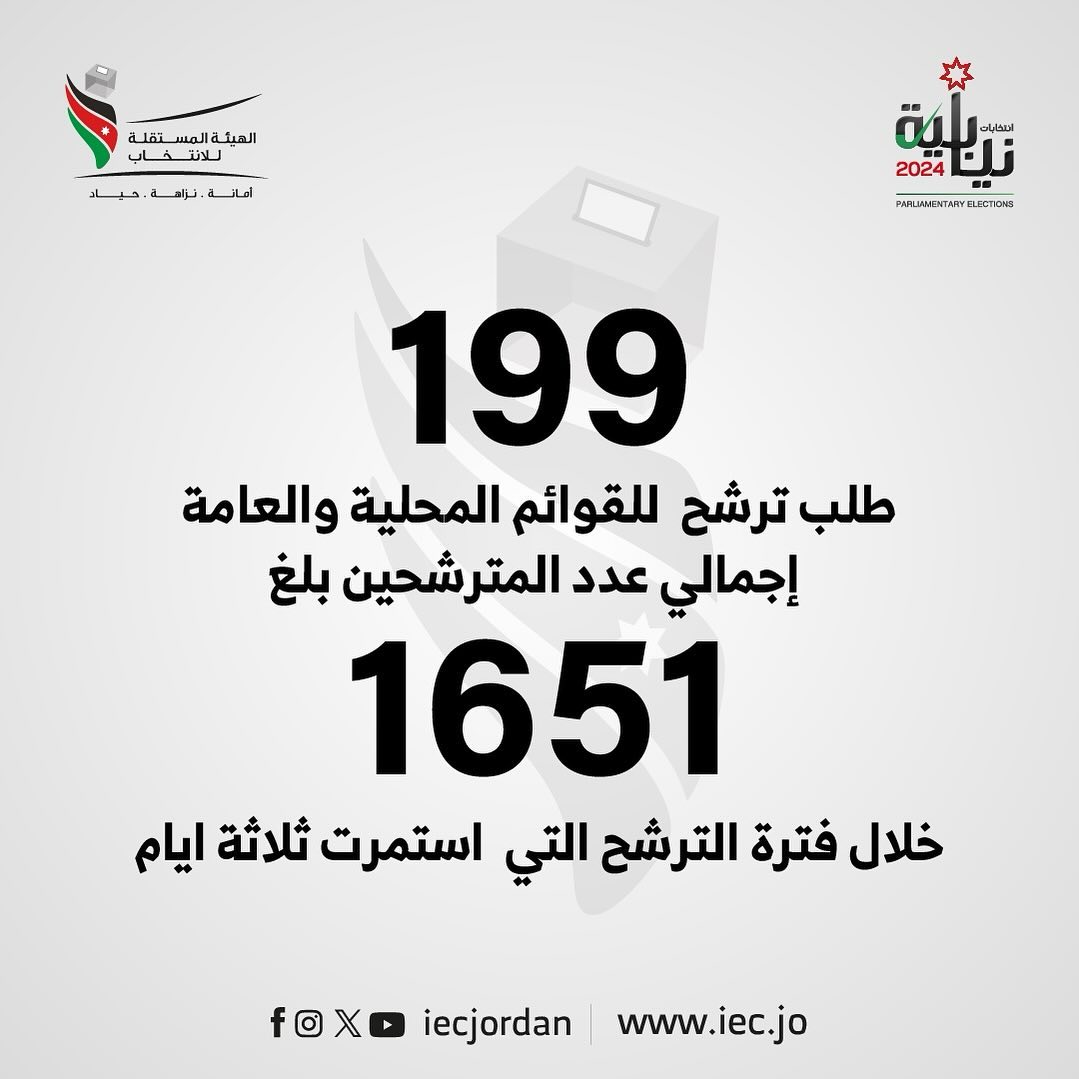 الهيئة المستقلة
للانتخاب
أمانة . نزاهة . حياد
انتخابات
نيابية
2024
PARLIAMENTARY ELECTIONS
199
طلب ترشح للقوائم المحلية والعامة
إجمالي عدد المترشحين بلغ
1651
خلال فترة الترشح التي استمرت ثلاثة ايام
iecjordan | www.iec.jo